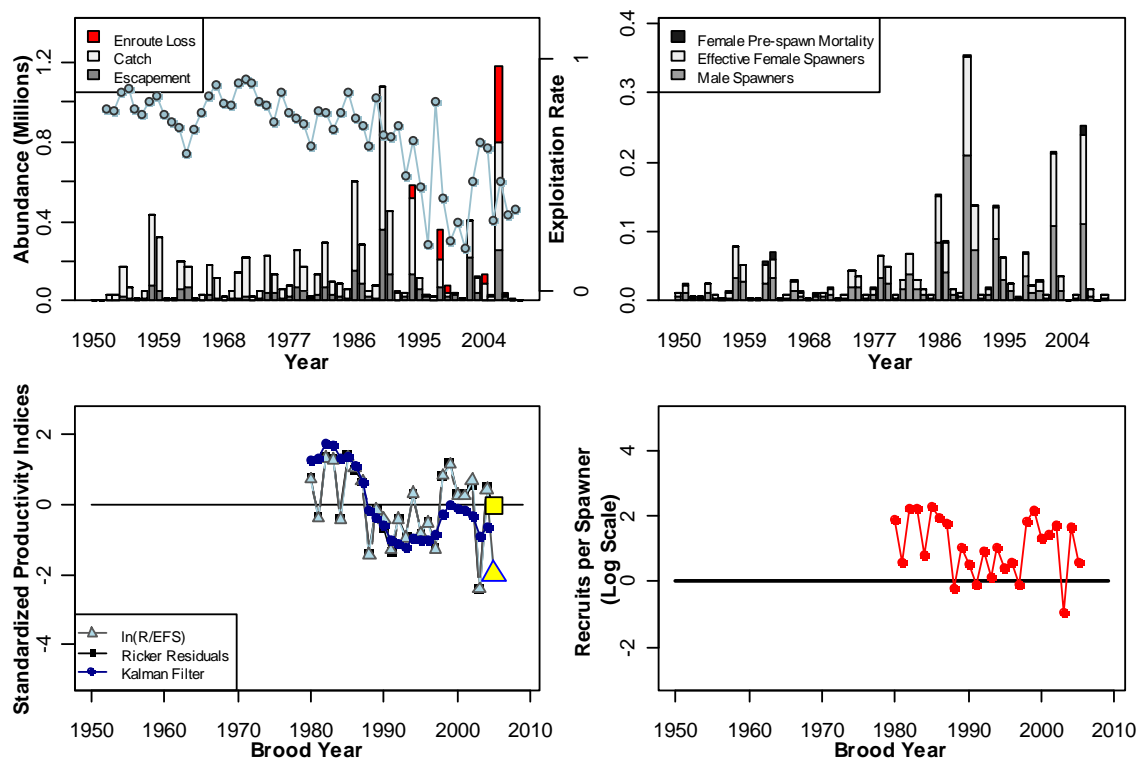 Enroute Loss
Catch
Escapement
Abundance (Millions)
0.0 0.4 0.8 1.2
Exploitation Rate
0 1
1950 1959 1968 1977 1986 1995 2004
Year
Female Pre-spawn Mortality
Effective Female Spawners
Male Spawners
0.0 0.1 0.2 0.3 0.4
1950 1959 1968 1977 1986 1995 2004
Year
Standardized Productivity Indices
-4 -2 0 2
ln(R/EFS)
Ricker Residuals
Kalman Filter
1950 1960 1970 1980 1990 2000 2010
Brood Year
Recruits per Spawner
(Log Scale)
-2 0 2 4
1950 1960 1970 1980 1990 2000 2010
Brood Year